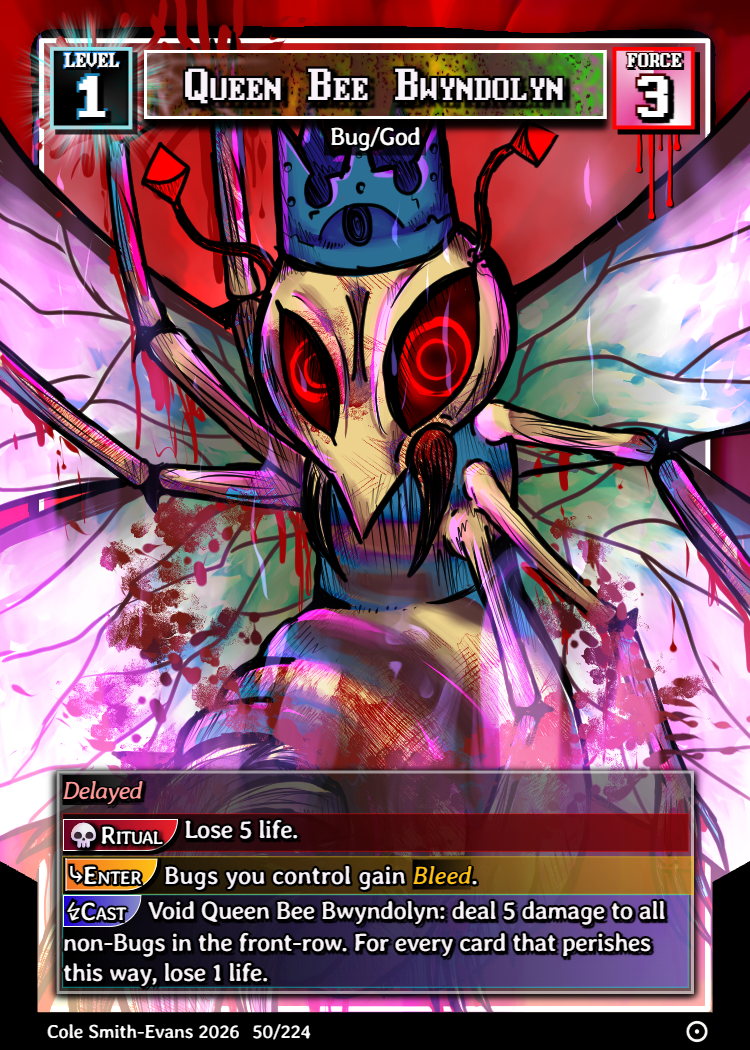 LEVEL
1
Queen Bee Bwyndolyn
FORCE
3
Bug/God
Delayed
Ritual Lose 5 life.
Enter Bugs you control gain Bleed.
Cast Void Queen Bee Bwyndolyn: deal 5 damage to all
non-Bugs in the front-row. For every card that perishes
this way, lose 1 life.
Cole Smith-Evans 2026 50/224